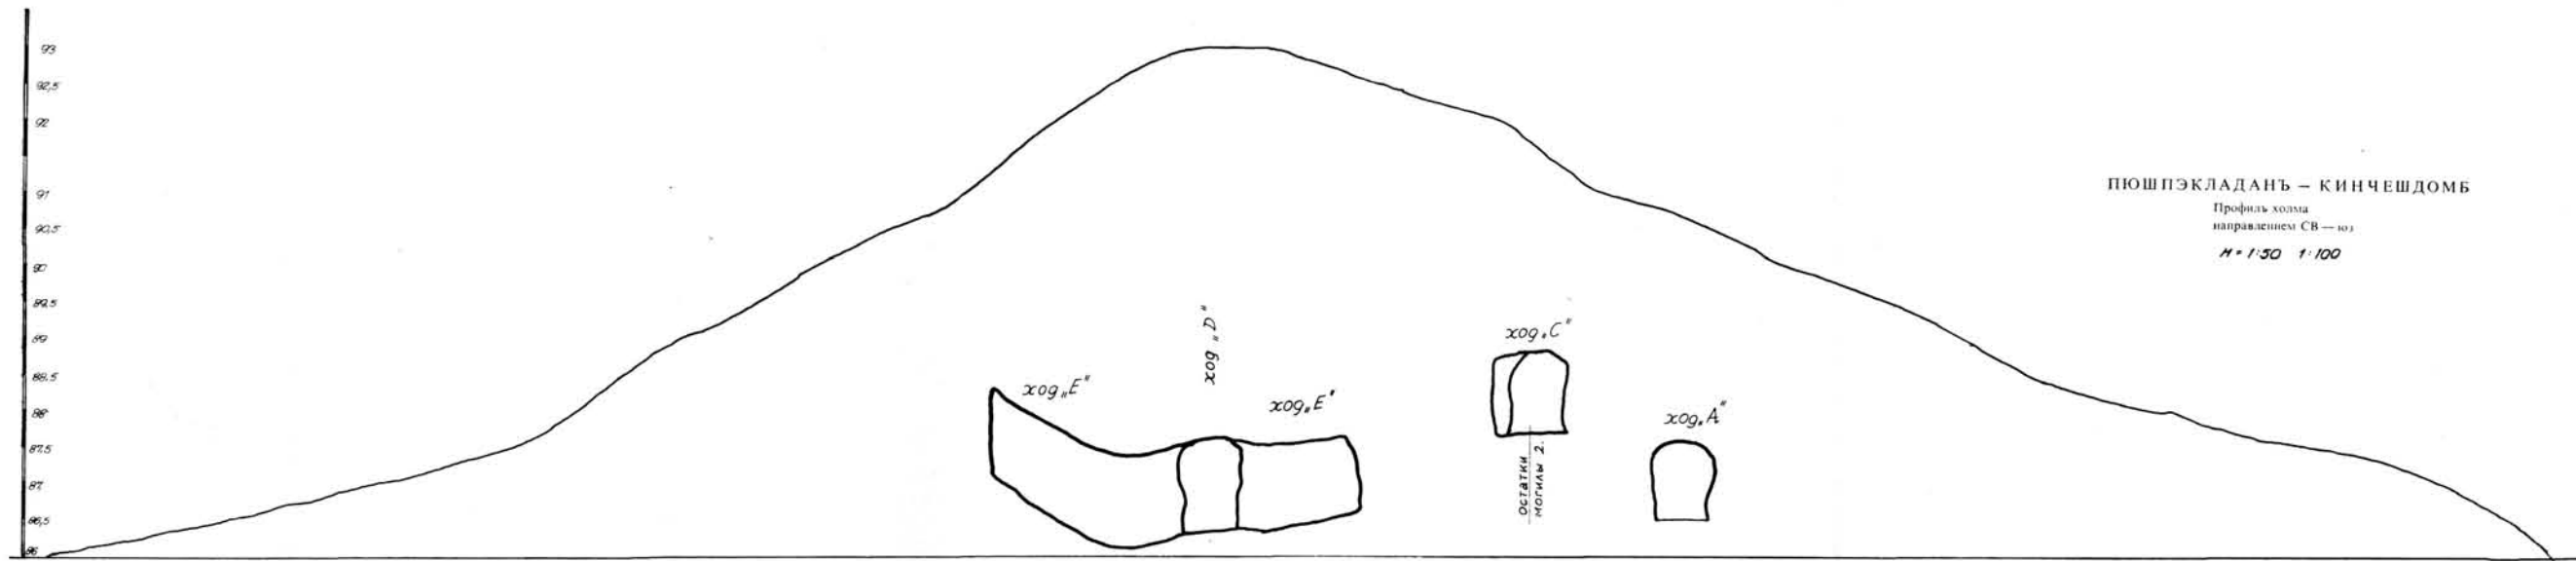 93
92,5
92
91
90,5
90
89,5
89
88.5
88
87.5
87
86,5
86
ПЮШПЭКЛАДАНЪ – КИНЧЕШДОМБ
Профиль холма
направлением СВ — юз
М = 1:50 1:100
ход „D"
ход „E"
ход „E"
ход „C"
ход „A"
остатки
могилы 2.